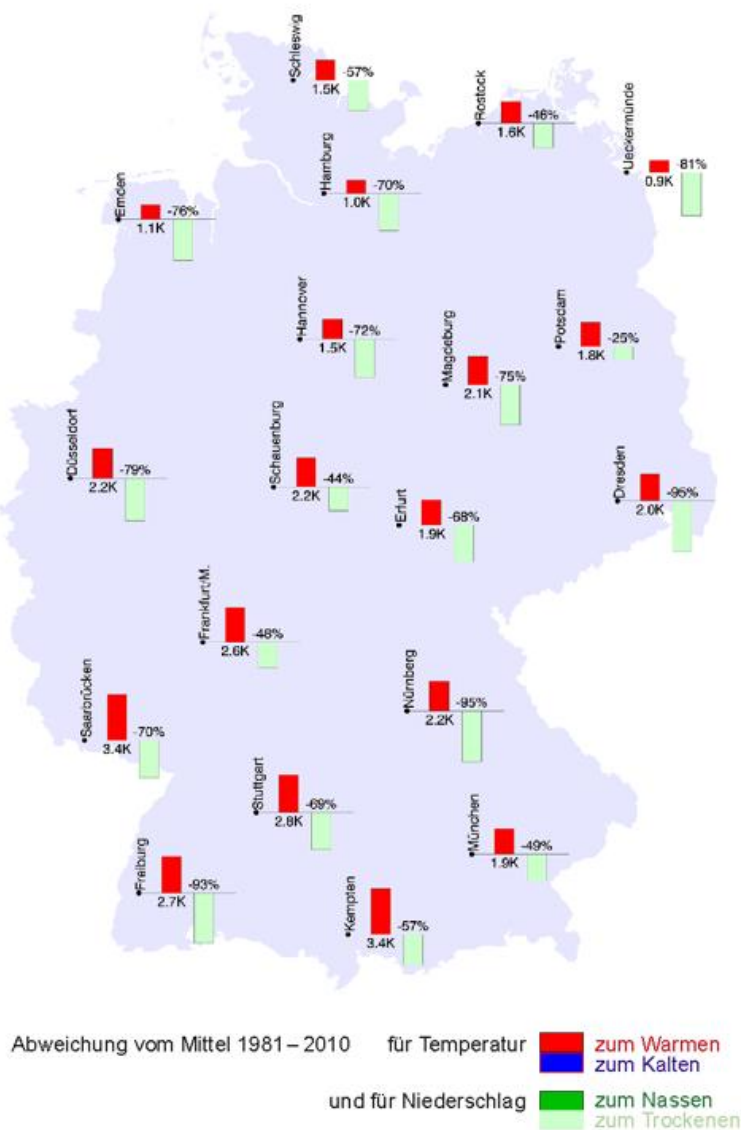 Schleswig
-57%
1.5K
Rostock
-46%
1.6K
Ueckermünde
-81%
0.9K
Hamburg
-70%
1.0K
Emden
-76%
1.1K
Hannover
-72%
1.5K
Potsdam
-25%
1.8K
Magdeburg
-75%
2.1K
Düsseldorf
-79%
2.2K
Schauenburg
-44%
2.2K
Dresden
-95%
2.0K
Erfurt
-68%
1.9K
Frankfurt/M.
-48%
2.6K
Nürnberg
-95%
2.2K
Saarbrücken
-70%
3.4K
Stuttgart
-69%
2.8K
München
-49%
1.9K
Freiburg
-93%
2.7K
Kempten
-57%
3.4K
Abweichung vom Mittel 1981 – 2010 für Temperatur zum Warmen
zum Kalten
und für Niederschlag zum Nassen
zum Trockenen